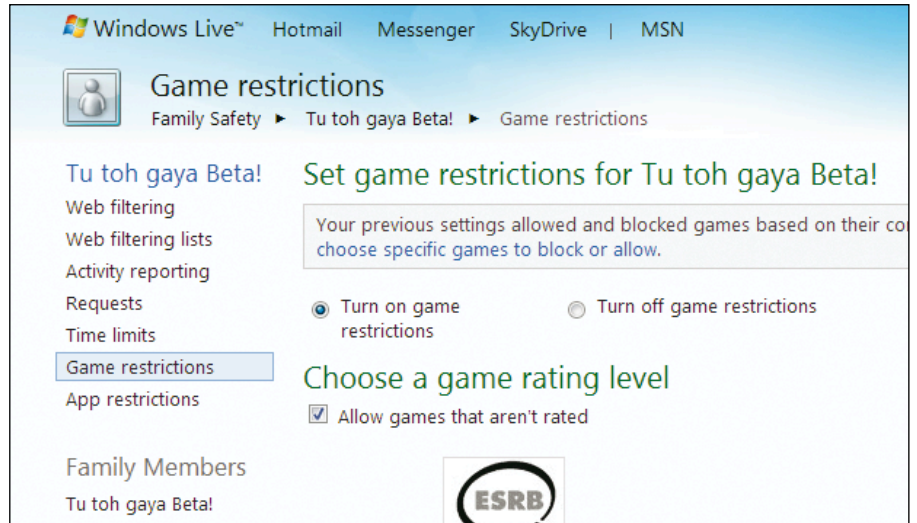 Windows Live™ Hotmail Messenger SkyDrive | MSN
Game restrictions
Family Safety ► Tu toh gaya Beta! ► Game restrictions
Tu toh gaya Beta!
Web filtering
Web filtering lists
Activity reporting
Requests
Time limits
Game restrictions
App restrictions
Family Members
Tu toh gaya Beta!
Set game restrictions for Tu toh gaya Beta!
Your previous settings allowed and blocked games based on their
choose specific games to block or allow.
Turn on game
restrictions
Turn off game restrictions
Choose a game rating level
Allow games that aren't rated
ESRB